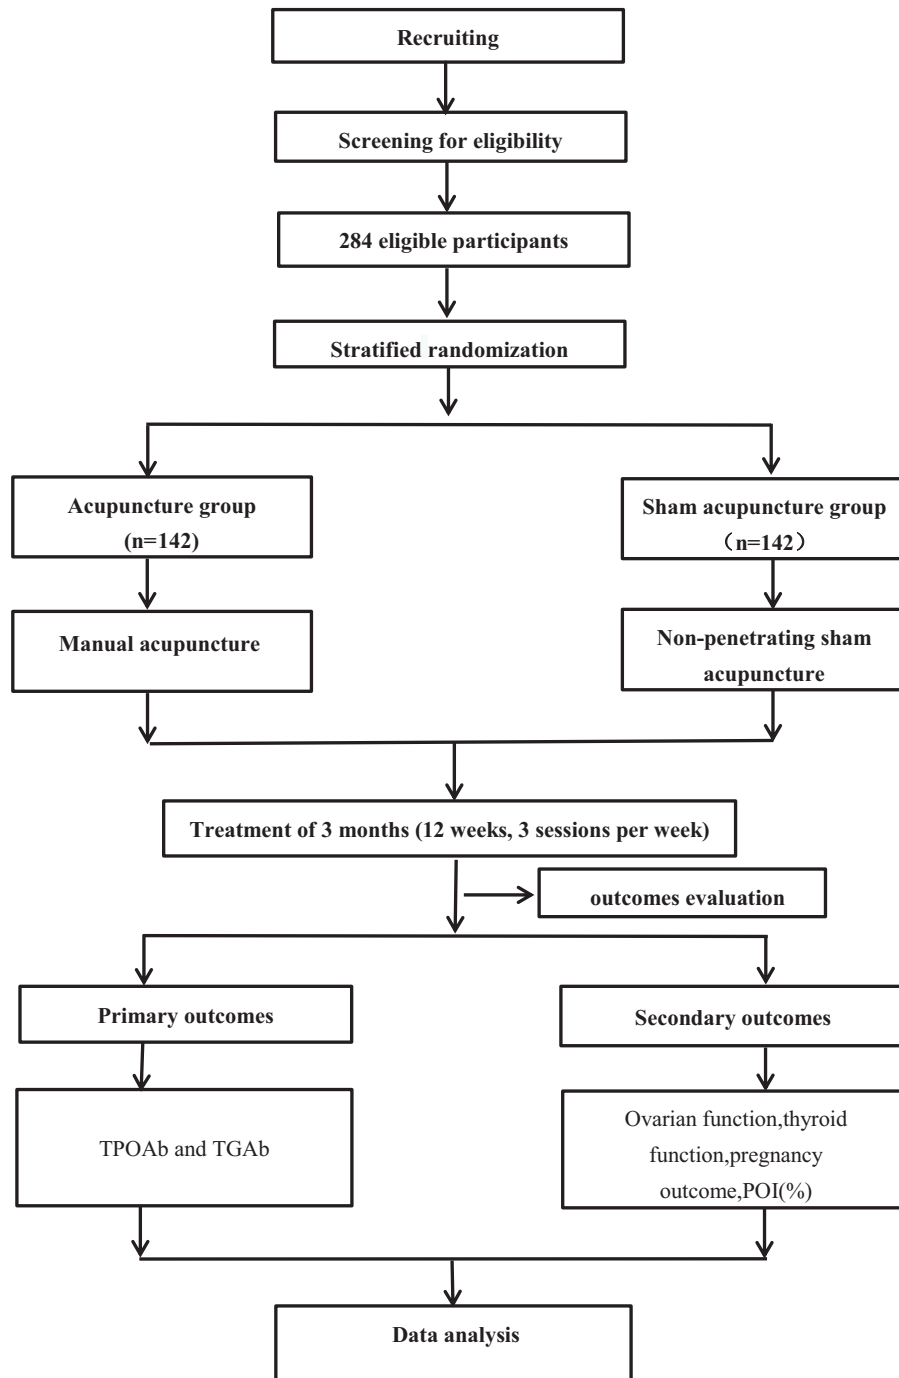 Recruiting
Screening for eligibility
284 eligible participants
Stratified randomization
Acupuncture group
(n=142)
Sham acupuncture group
（n=142）
Manual acupuncture
Non-penetrating sham
acupuncture
Treatment of 3 months (12 weeks, 3 sessions per week)
outcomes evaluation
Primary outcomes
Secondary outcomes
TPOAb and TGAb
Ovarian function,thyroid
function,pregnancy
outcome,POI(%)
Data analysis